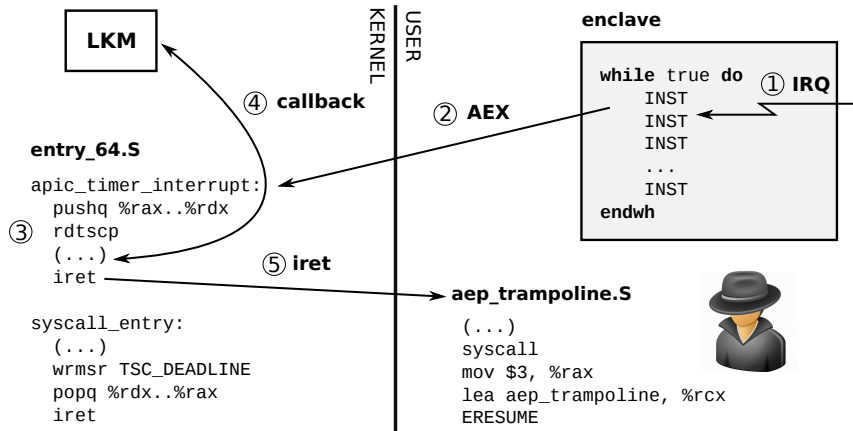 LKM
KERNEL
USER
enclave
while true do
INST
INST
INST
...
INST
endwh
① IRQ
② AEX
④ callback
entry_64.S
apic_timer_interrupt:
pushq %rax..%rdx
③ rdtscp
(...)
iret
⑤ iret
syscall_entry:
(...)
wrmsr TSC_DEADLINE
popq %rdx..%rax
iret
aep_trampoline.S
(...)
syscall
mov $3, %rax
lea aep_trampoline, %rcx
ERESUME